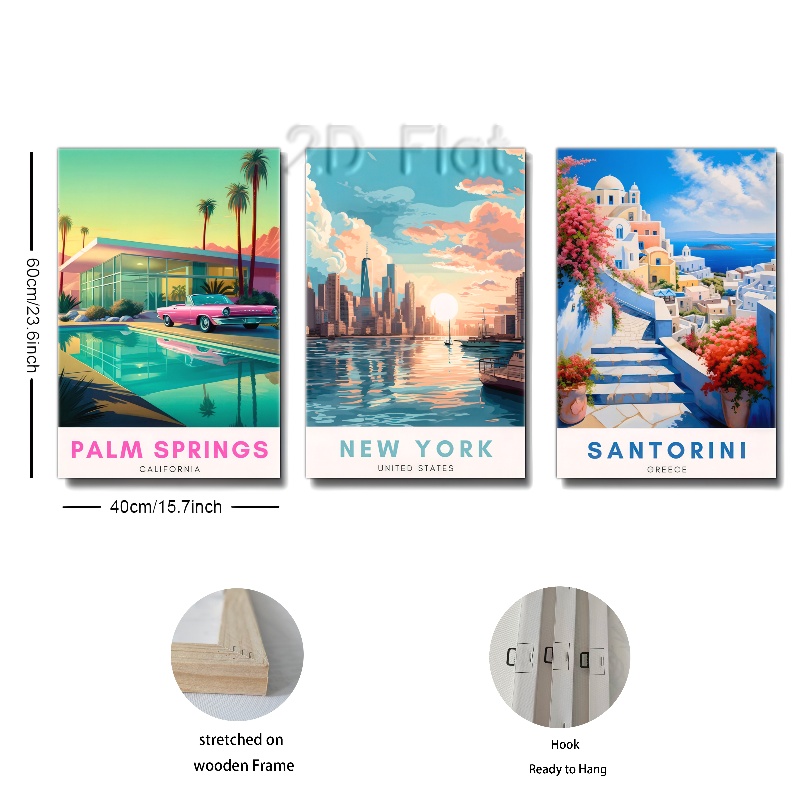 2D Flat
60cm/23.6inch
PALM SPRINGS
CALIFORNIA
NEW YORK
UNITED STATES
SANTORINI
GREECE
40cm/15.7inch
stretched on
wooden Frame
Hook
Ready to Hang